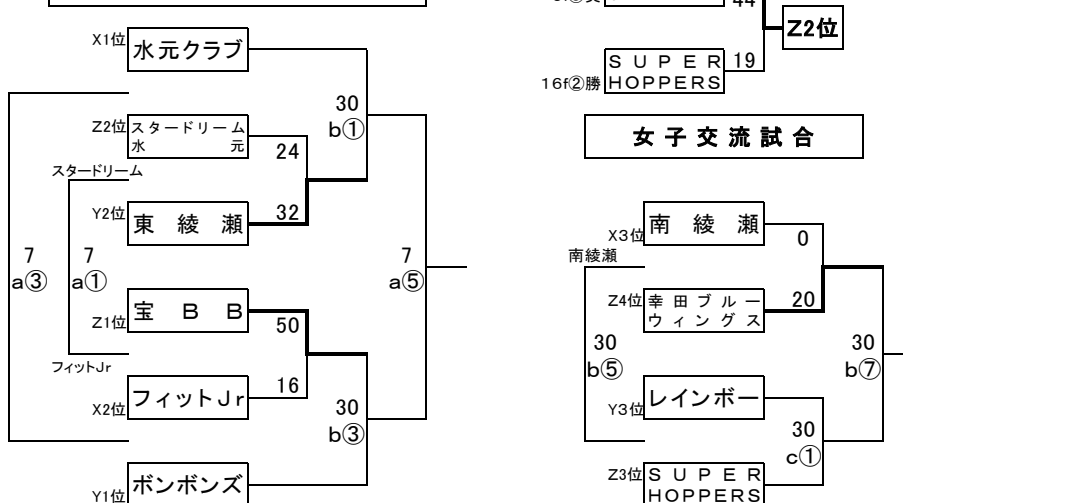 X1位
水元クラブ
30
b①
Z2位
スタードリーム
水元
24
スタードリーム
Y2位
東綾瀬
32
7
a③
7
a①
7
a⑤
Z1位
宝BB
50
フィットJr
X2位
フィットJr
16
30
b③
Y1位
ボンボンズ
44
Z2位
16f②勝
SUPER
HOPPERS
19
女子交流試合
X3位
南綾瀬
0
南綾瀬
Z4位
幸田ブルー
ウィングス
20
30
b⑤
30
b⑦
Y3位
レインボー
30
c①
Z3位
SUPER
HOPPERS